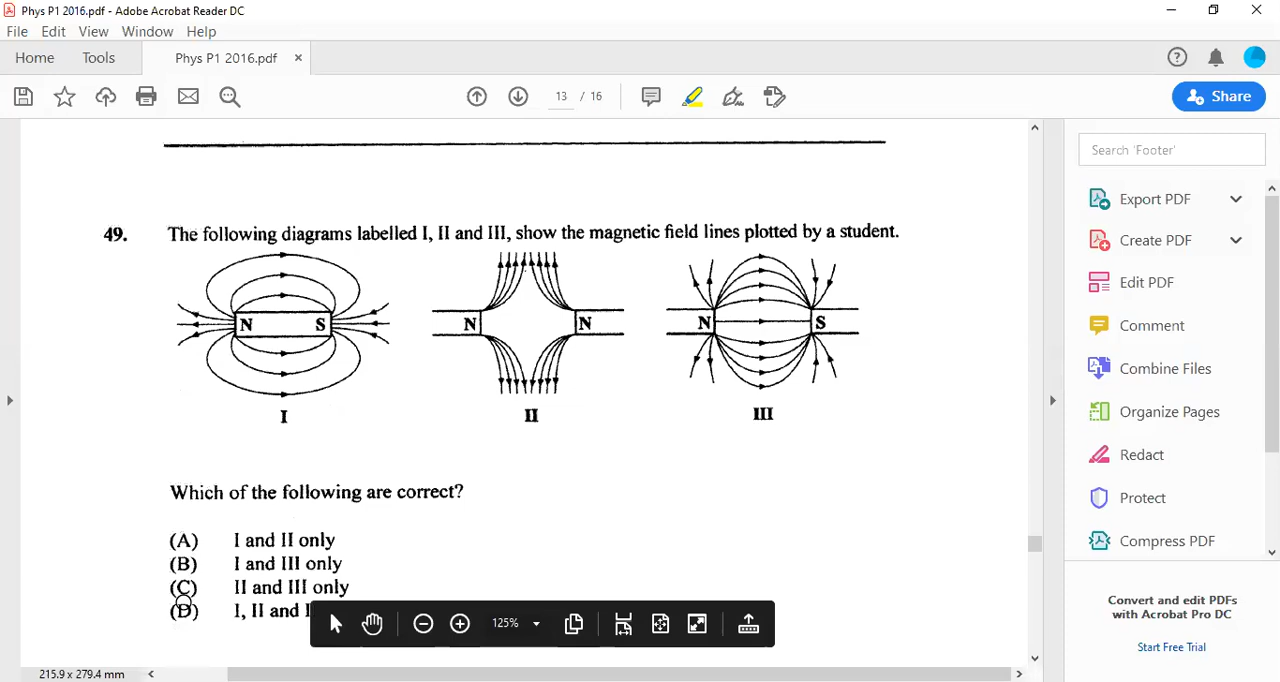 Phys P1 2016.pdf - Adobe Acrobat Reader DC
File Edit View Window Help
Home Tools Phys P1 2016.pdf ×
13 / 16
Share
49. The following diagrams labelled I, II and III, show the magnetic field lines plotted by a student.
N S N N N S
I II III
Which of the following are correct?
(A) I and II only
(B) I and III only
(C) II and III only
(D) I, II and I
125%
215.9 x 279.4 mm
Search 'Footer'
Export PDF
Create PDF
Edit PDF
Comment
Combine Files
Organize Pages
Redact
Protect
Compress PDF
Convert and edit PDFs
with Acrobat Pro DC
Start Free Trial